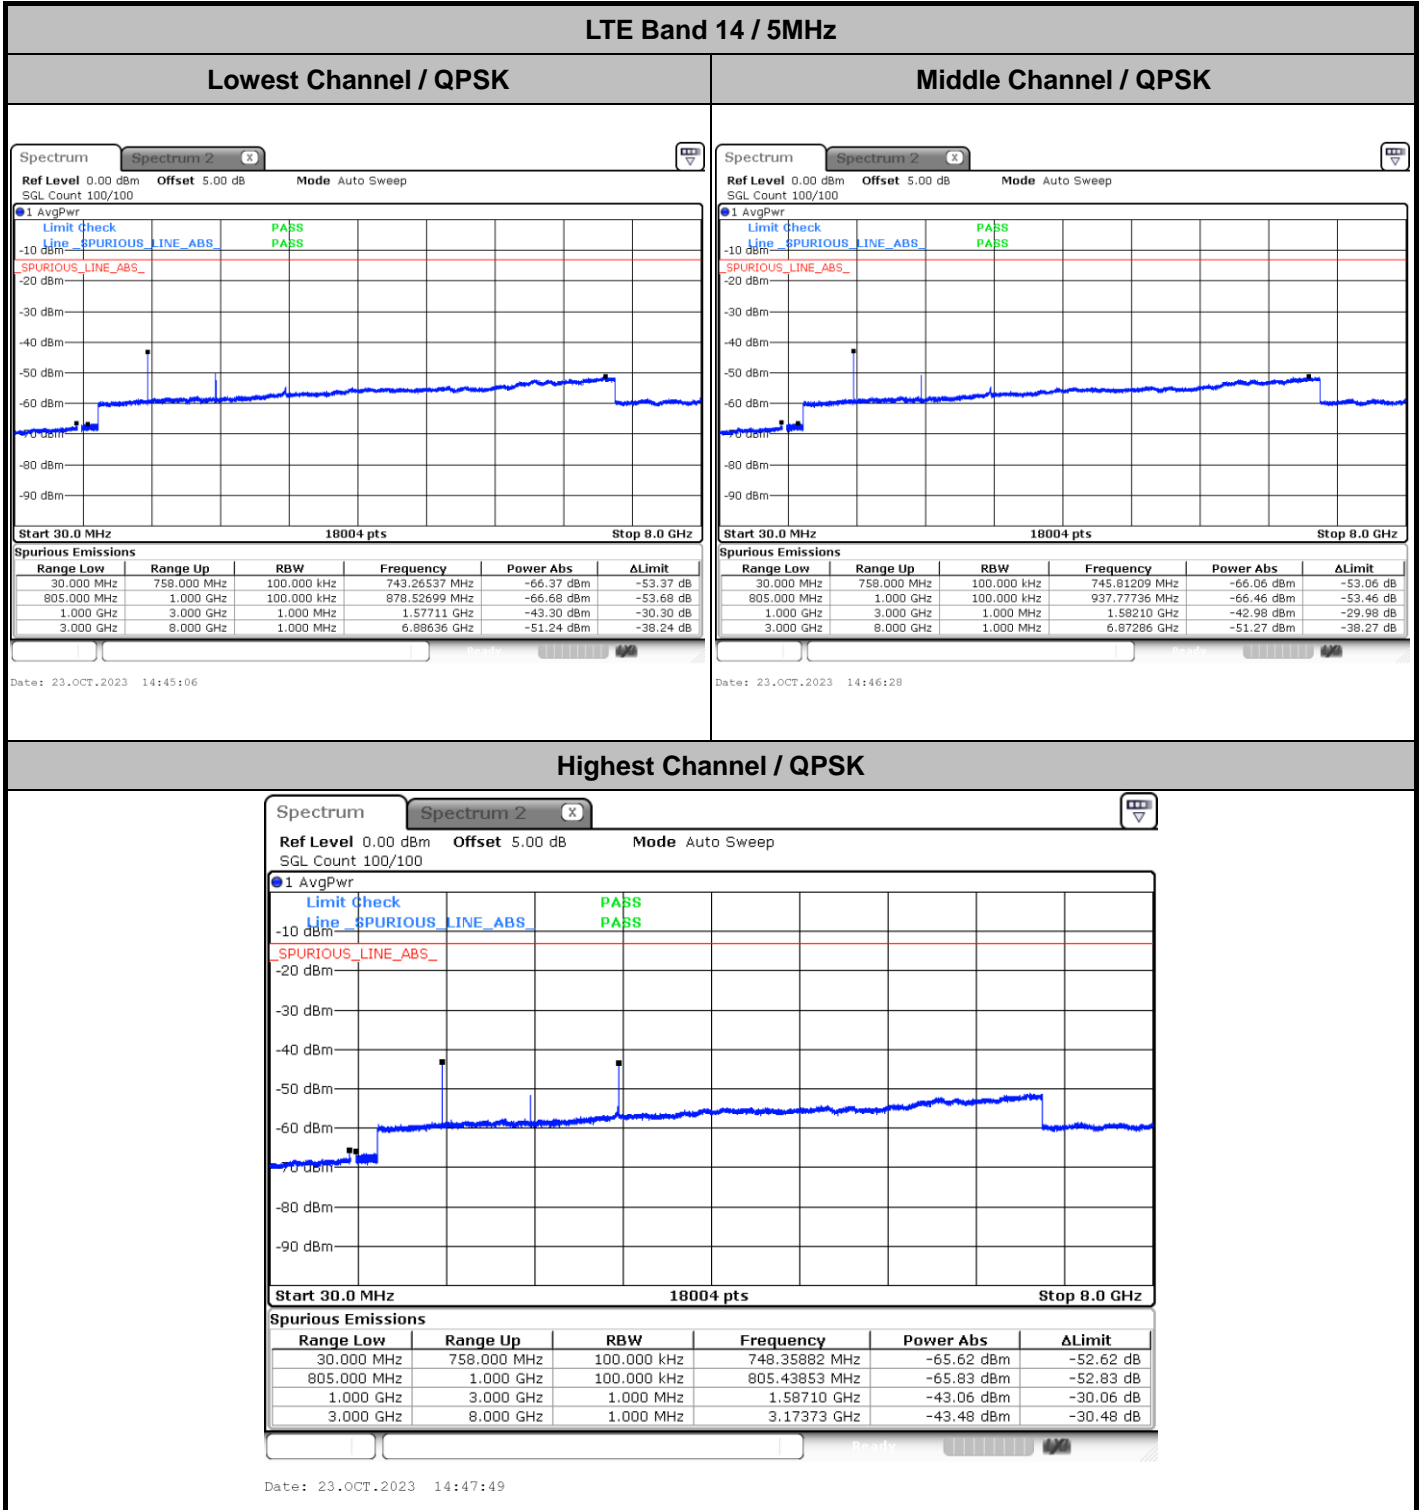 LTE Band 14 / 5MHz
Lowest Channel / QPSK
Middle Channel / QPSK
Spectrum
Spectrum 2
X
Ref Level 0.00 dBm Offset 5.00 dB Mode Auto Sweep
SGL Count 100/100
1 AvgPwr
Limit Check PASS
Line _SPURIOUS_LINE_ABS_ PASS
-10 dBm
_SPURIOUS_LINE_ABS_
-20 dBm
-30 dBm
-40 dBm
-50 dBm
-60 dBm
-70 dBm
-80 dBm
-90 dBm
Start 30.0 MHz 18004 pts Stop 8.0 GHz
Spurious Emissions
Range Low Range Up RBW Frequency Power Abs ΔLimit
30.000 MHz 758.000 MHz 100.000 kHz 743.26537 MHz -66.37 dBm -53.37 dB
805.000 MHz 1.000 GHz 100.000 kHz 878.52699 MHz -66.68 dBm -53.68 dB
1.000 GHz 3.000 GHz 1.000 MHz 1.57711 GHz -43.30 dBm -30.30 dB
3.000 GHz 8.000 GHz 1.000 MHz 6.88636 GHz -51.24 dBm -38.24 dB
Ready
Date: 23.OCT.2023 14:45:06
Spectrum
Spectrum 2
X
Ref Level 0.00 dBm Offset 5.00 dB Mode Auto Sweep
SGL Count 100/100
1 AvgPwr
Limit Check PASS
Line _SPURIOUS_LINE_ABS_ PASS
-10 dBm
_SPURIOUS_LINE_ABS_
-20 dBm
-30 dBm
-40 dBm
-50 dBm
-60 dBm
-70 dBm
-80 dBm
-90 dBm
Start 30.0 MHz 18004 pts Stop 8.0 GHz
Spurious Emissions
Range Low Range Up RBW Frequency Power Abs ΔLimit
30.000 MHz 758.000 MHz 100.000 kHz 745.81209 MHz -66.06 dBm -53.06 dB
805.000 MHz 1.000 GHz 100.000 kHz 937.77736 MHz -66.46 dBm -53.46 dB
1.000 GHz 3.000 GHz 1.000 MHz 1.58210 GHz -42.98 dBm -29.98 dB
3.000 GHz 8.000 GHz 1.000 MHz 6.87286 GHz -51.27 dBm -38.27 dB
Ready
Date: 23.OCT.2023 14:46:28
Highest Channel / QPSK
Spectrum
Spectrum 2
X
Ref Level 0.00 dBm Offset 5.00 dB Mode Auto Sweep
SGL Count 100/100
1 AvgPwr
Limit Check PASS
Line _SPURIOUS_LINE_ABS_ PASS
-10 dBm
_SPURIOUS_LINE_ABS_
-20 dBm
-30 dBm
-40 dBm
-50 dBm
-60 dBm
-70 dBm
-80 dBm
-90 dBm
Start 30.0 MHz 18004 pts Stop 8.0 GHz
Spurious Emissions
Range Low Range Up RBW Frequency Power Abs ΔLimit
30.000 MHz 758.000 MHz 100.000 kHz 748.35882 MHz -65.62 dBm -52.62 dB
805.000 MHz 1.000 GHz 100.000 kHz 805.43853 MHz -65.83 dBm -52.83 dB
1.000 GHz 3.000 GHz 1.000 MHz 1.58710 GHz -43.06 dBm -30.06 dB
3.000 GHz 8.000 GHz 1.000 MHz 3.17373 GHz -43.48 dBm -30.48 dB
Ready
Date: 23.OCT.2023 14:47:49